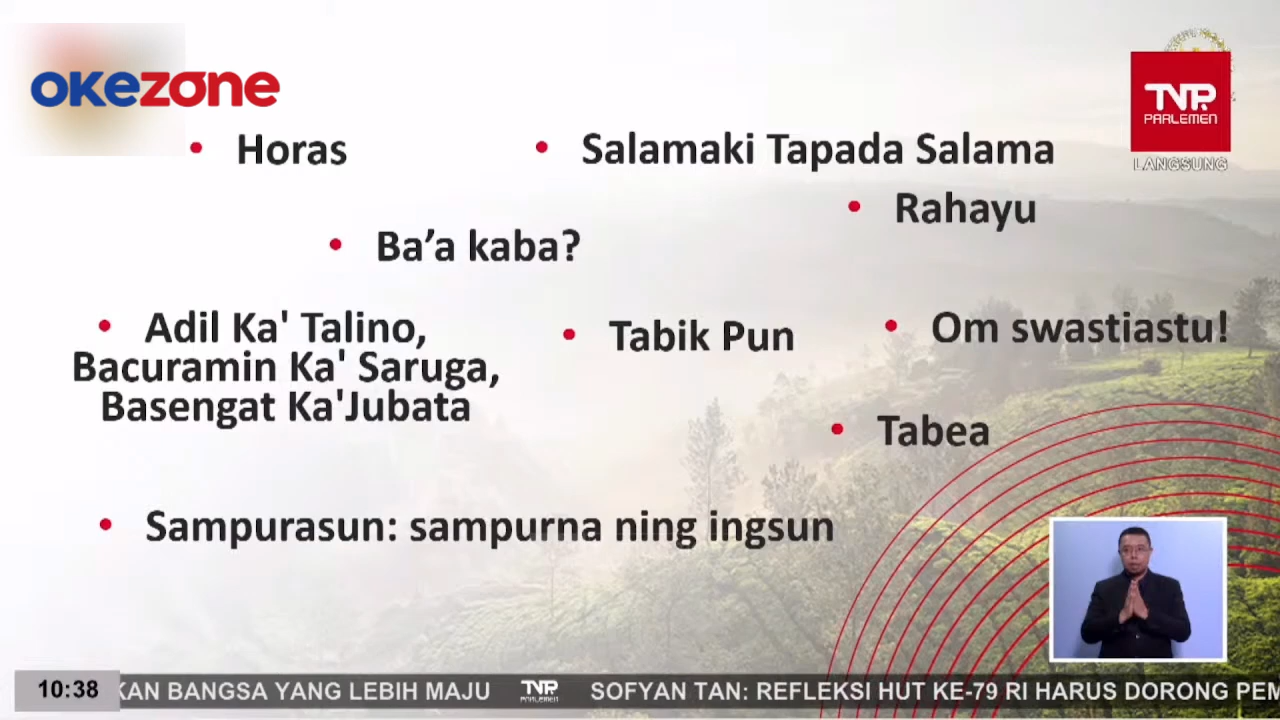 okezone
TVR
PARLEMEN
LANGSUNG
• Horas
• Salamaki Tapada Salama
• Rahayu
• Ba’a kaba?
• Adil Ka' Talino,
Bacuramin Ka' Saruga,
Basengat Ka'Jubata
• Tabik Pun
• Om swastiastu!
• Tabea
• Sampurasun: sampurna ning ingsun
10:38
KAN BANGSA YANG LEBIH MAJU
TVR
PARLEMEN
SOFYAN TAN: REFLEKSI HUT KE-79 RI HARUS DORONG PEM